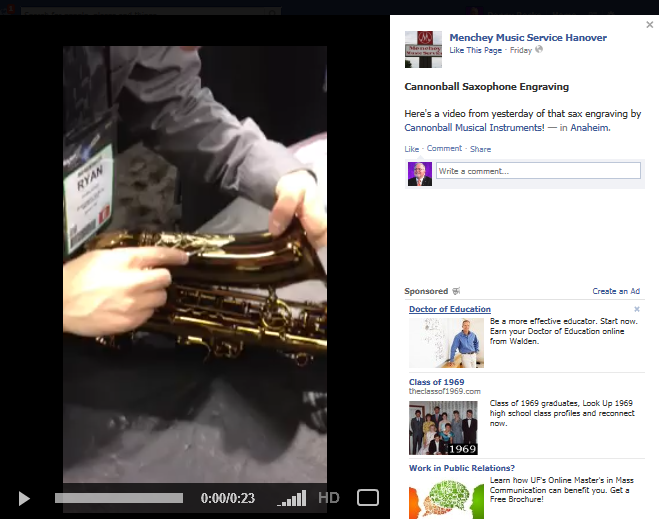 Menchey Music Service Hanover
Like This Page · Friday
Cannonball Saxophone Engraving
Here's a video from yesterday of that sax engraving by
Cannonball Musical Instruments! — in Anaheim.
Like · Comment · Share
Write a comment...
Sponsored
Create an Ad
Doctor of Education
Be a more effective educator. Start now.
Earn your Doctor of Education online
from Walden.
Class of 1969
theclassof1969.com
Class of 1969 graduates, Look Up 1969
high school class profiles and reconnect
now.
1969
Work in Public Relations?
Learn how UF's Online Master's in Mass
Communication can benefit you. Get a
Free Brochure!
RYAN
0:00/0:23
HD